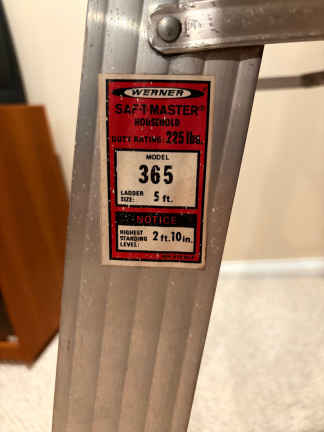 WERNER
SAF-T-MASTER®
HOUSEHOLD
DUTY RATING: 225 lbs.
MODEL
365
LADDER
SIZE: 5 ft.
NOTICE
HIGHEST
STANDING 2 ft. 10 in.
LEVEL: